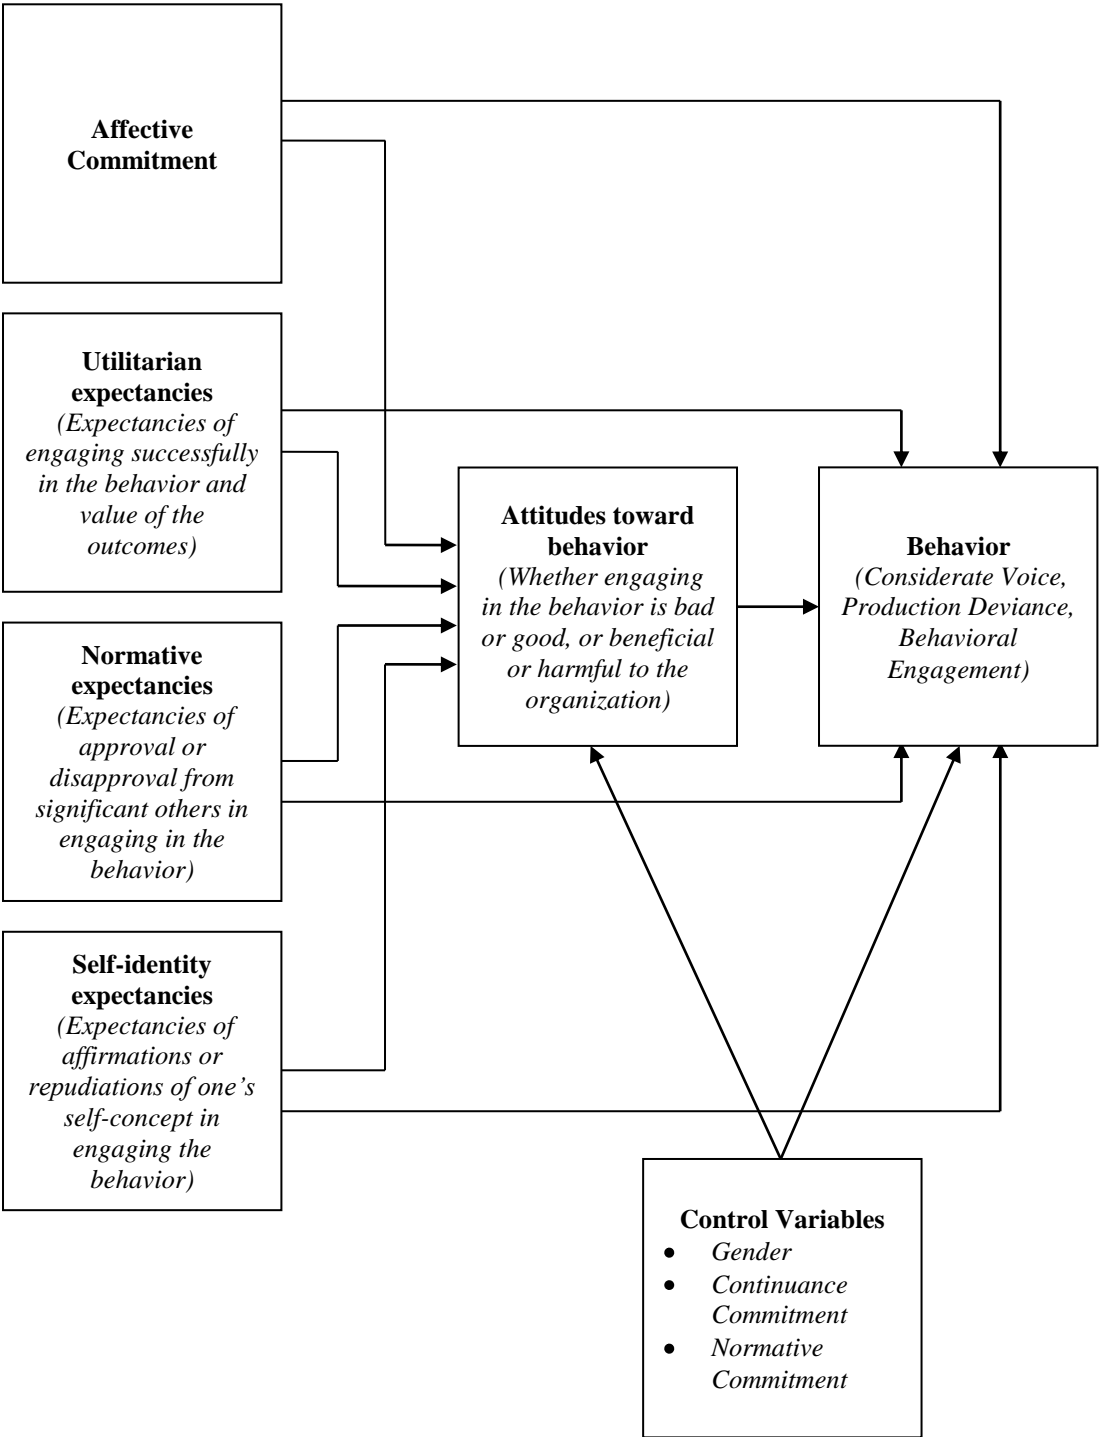 Affective
Commitment
Utilitarian
expectancies
(Expectancies of
engaging successfully
in the behavior and
value of the
outcomes)
Normative
expectancies
(Expectancies of
approval or
disapproval from
significant others in
engaging in the
behavior)
Self-identity
expectancies
(Expectancies of
affirmations or
repudiations of one’s
self-concept in
engaging the
behavior)
Attitudes toward
behavior
(Whether engaging
in the behavior is bad
or good, or beneficial
or harmful to the
organization)
Behavior
(Considerate Voice,
Production Deviance,
Behavioral
Engagement)
Control Variables
• Gender
• Continuance
Commitment
• Normative
Commitment